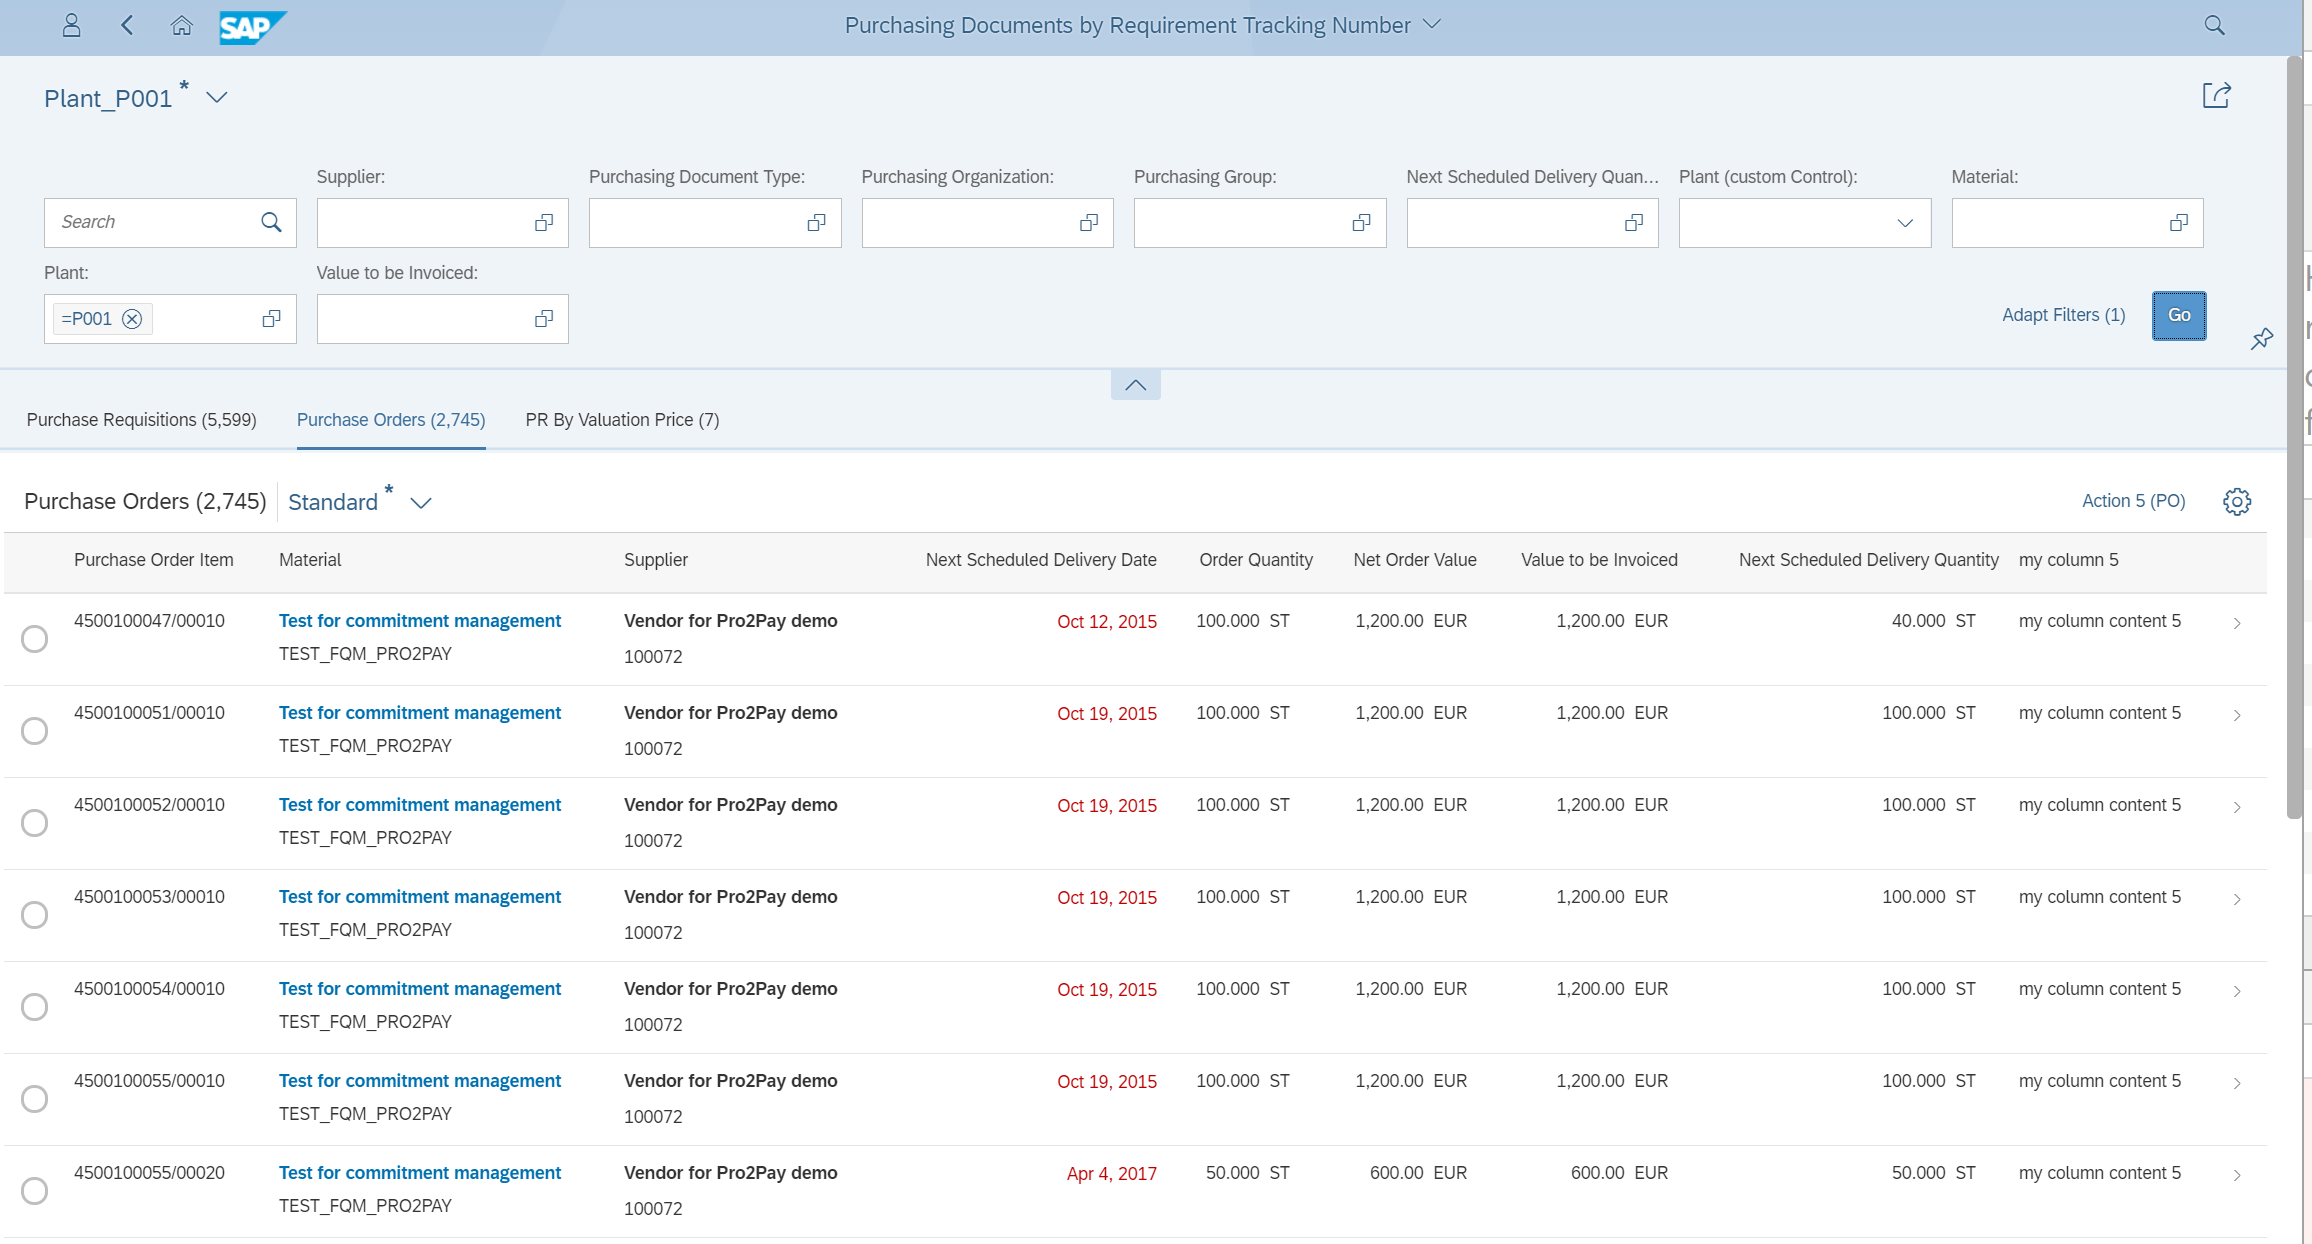 SAP Purchasing Documents by Requirement Tracking Number
Plant_P001 *
Supplier: Purchasing Document Type: Purchasing Organization: Purchasing Group: Next Scheduled Delivery Quan... Plant (custom Control): Material:
Search
Plant: Value to be Invoiced:
=P001 Adapt Filters (1) Go
Purchase Requisitions (5,599) Purchase Orders (2,745) PR By Valuation Price (7)
Purchase Orders (2,745) Standard * Action 5 (PO)
Purchase Order Item Material Supplier Next Scheduled Delivery Date Order Quantity Net Order Value Value to be Invoiced Next Scheduled Delivery Quantity my column 5
4500100047/00010 Test for commitment management Vendor for Pro2Pay demo Oct 12, 2015 100.000 ST 1,200.00 EUR 1,200.00 EUR 40.000 ST my column content 5
TEST_FQM_PRO2PAY 100072
4500100051/00010 Test for commitment management Vendor for Pro2Pay demo Oct 19, 2015 100.000 ST 1,200.00 EUR 1,200.00 EUR 100.000 ST my column content 5
TEST_FQM_PRO2PAY 100072
4500100052/00010 Test for commitment management Vendor for Pro2Pay demo Oct 19, 2015 100.000 ST 1,200.00 EUR 1,200.00 EUR 100.000 ST my column content 5
TEST_FQM_PRO2PAY 100072
4500100053/00010 Test for commitment management Vendor for Pro2Pay demo Oct 19, 2015 100.000 ST 1,200.00 EUR 1,200.00 EUR 100.000 ST my column content 5
TEST_FQM_PRO2PAY 100072
4500100054/00010 Test for commitment management Vendor for Pro2Pay demo Oct 19, 2015 100.000 ST 1,200.00 EUR 1,200.00 EUR 100.000 ST my column content 5
TEST_FQM_PRO2PAY 100072
4500100055/00010 Test for commitment management Vendor for Pro2Pay demo Oct 19, 2015 100.000 ST 1,200.00 EUR 1,200.00 EUR 100.000 ST my column content 5
TEST_FQM_PRO2PAY 100072
4500100055/00020 Test for commitment management Vendor for Pro2Pay demo Apr 4, 2017 50.000 ST 600.00 EUR 600.00 EUR 50.000 ST my column content 5
TEST_FQM_PRO2PAY 100072